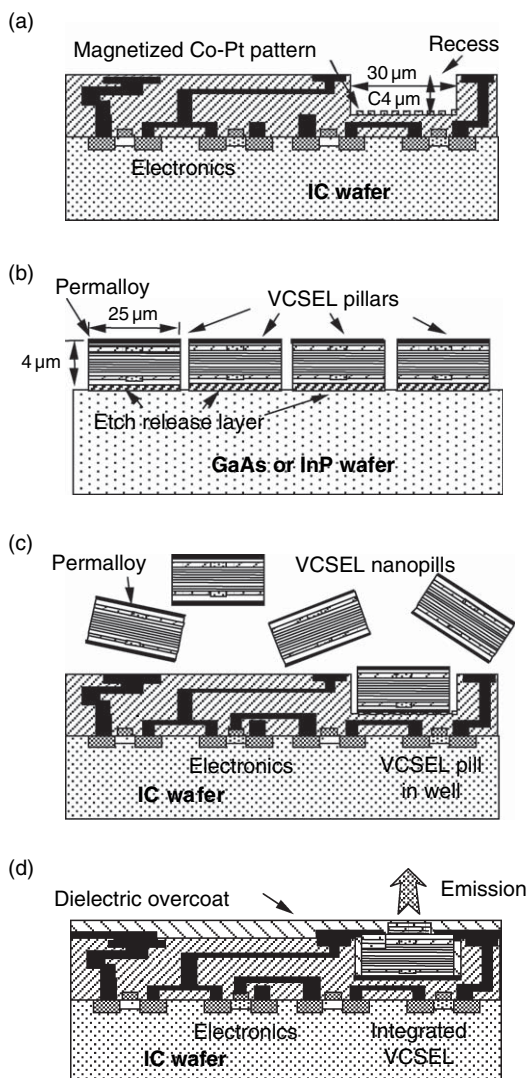 (a)
Magnetized Co-Pt pattern
Recess
30 µm
C4 µm
Electronics
IC wafer
(b)
Permalloy
25 µm
VCSEL pillars
4 µm
Etch release layer
GaAs or InP wafer
(c)
Permalloy
VCSEL nanopills
Electronics
IC wafer
VCSEL pill
in well
(d)
Dielectric overcoat
Emission
Electronics
IC wafer
Integrated
VCSEL